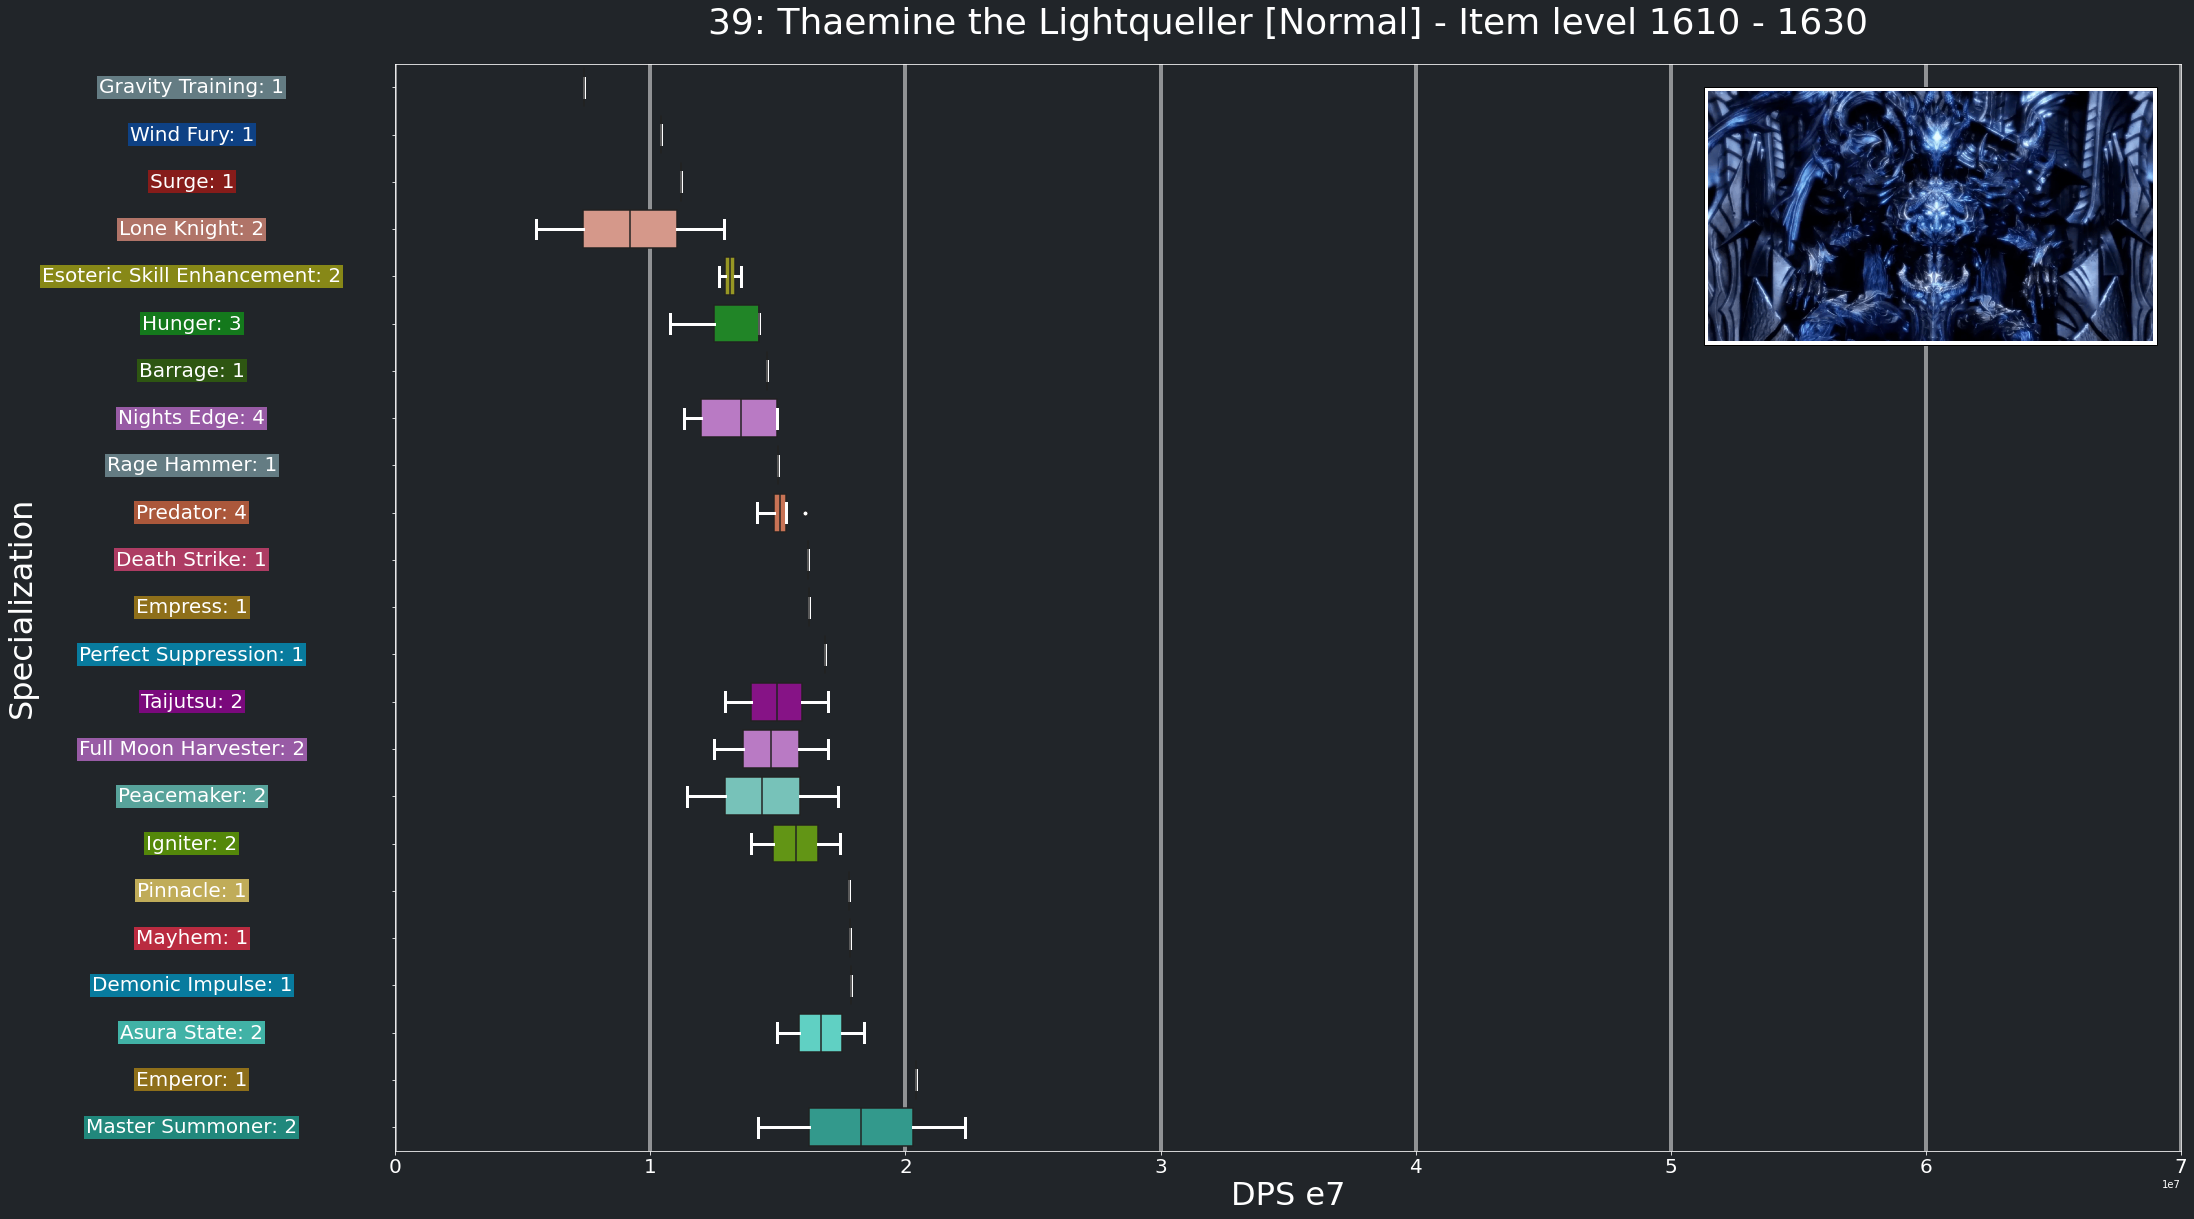 39: Thaemine the Lightqueller [Normal] - Item level 1610 - 1630
Specialization
Gravity Training: 1
Wind Fury: 1
Surge: 1
Lone Knight: 2
Esoteric Skill Enhancement: 2
Hunger: 3
Barrage: 1
Nights Edge: 4
Rage Hammer: 1
Predator: 4
Death Strike: 1
Empress: 1
Perfect Suppression: 1
Taijutsu: 2
Full Moon Harvester: 2
Peacemaker: 2
Igniter: 2
Pinnacle: 1
Mayhem: 1
Demonic Impulse: 1
Asura State: 2
Emperor: 1
Master Summoner: 2
0 1 2 3 4 5 6 7
1e7
DPS e7